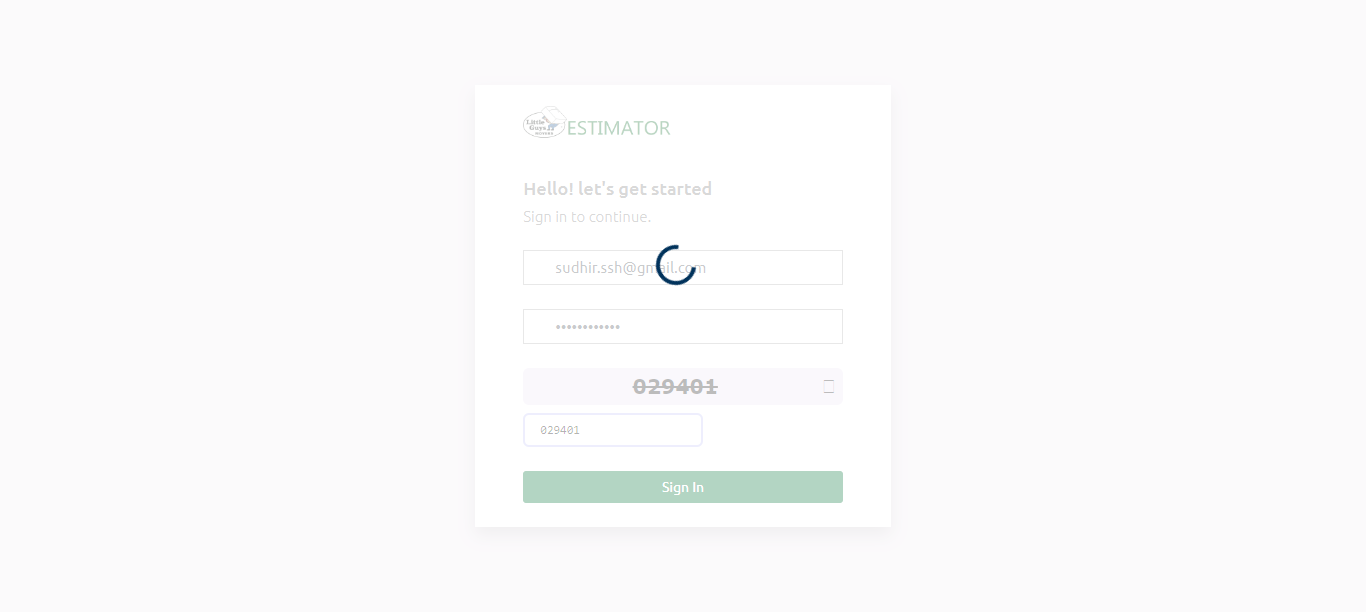 Little
Guys
MOVERS
ESTIMATOR
Hello! let's get started
Sign in to continue.
sudhir.ssh@gmail.com
••••••••••••
029401
029401
Sign In